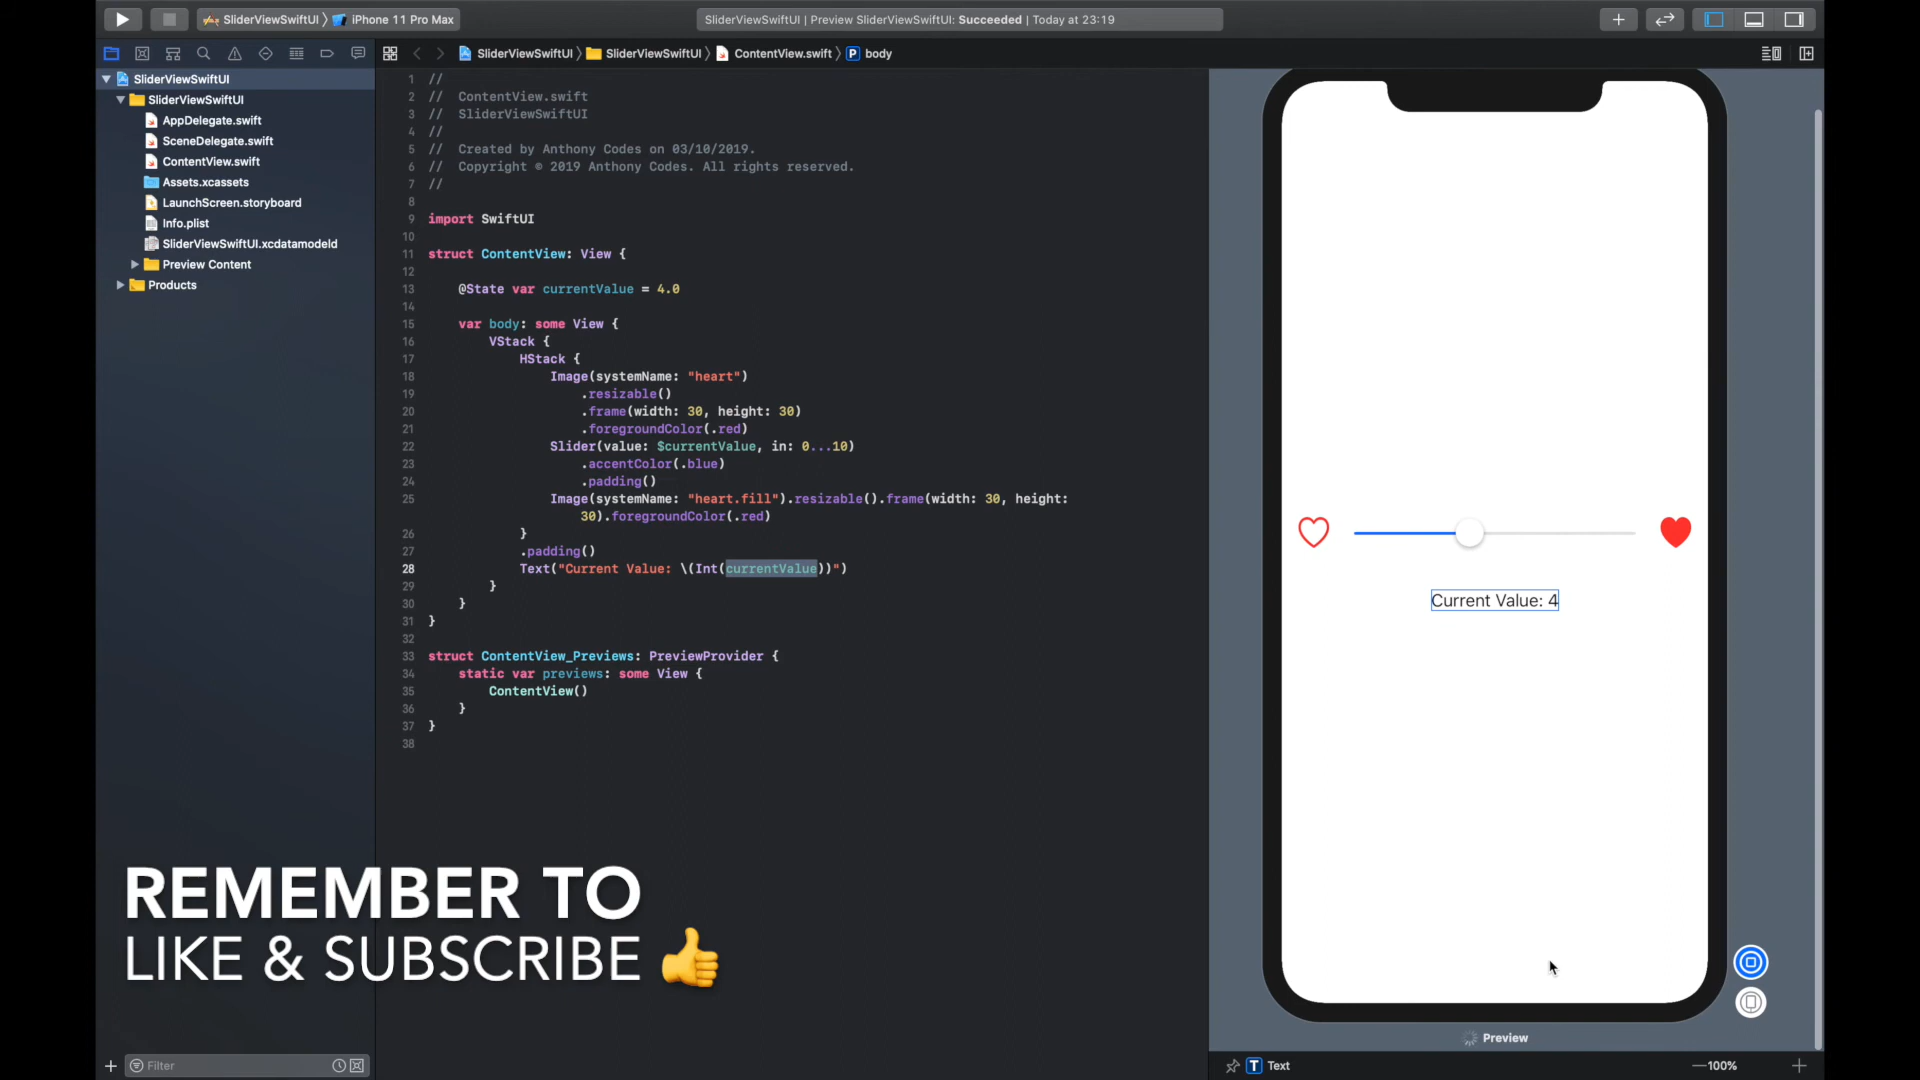 SliderViewSwiftUI iPhone 11 Pro Max
SliderViewSwiftUI | Preview SliderViewSwiftUI: Succeeded | Today at 23:19
SliderViewSwiftUI SliderViewSwiftUI ContentView.swift P body
SliderViewSwiftUI
SliderViewSwiftUI
AppDelegate.swift
SceneDelegate.swift
ContentView.swift
Assets.xcassets
LaunchScreen.storyboard
Info.plist
SliderViewSwiftUI.xcdatamodeld
Preview Content
Products
Filter
1 //
2 // ContentView.swift
3 // SliderViewSwiftUI
4 //
5 // Created by Anthony Codes on 03/10/2019.
6 // Copyright © 2019 Anthony Codes. All rights reserved.
7 //
8
9 import SwiftUI
10
11 struct ContentView: View {
12
13 @State var currentValue = 4.0
14
15 var body: some View {
16 VStack {
17 HStack {
18 Image(systemName: "heart")
19 .resizable()
20 .frame(width: 30, height: 30)
21 .foregroundColor(.red)
22 Slider(value: $currentValue, in: 0...10)
23 .accentColor(.blue)
24 .padding()
25 Image(systemName: "heart.fill").resizable().frame(width: 30, height:
30).foregroundColor(.red)
26 }
27 .padding()
28 Text("Current Value: \(Int(currentValue))")
29 }
30 }
31 }
32
33 struct ContentView_Previews: PreviewProvider {
34 static var previews: some View {
35 ContentView()
36 }
37 }
38
Current Value: 4
Preview
T Text
100%
REMEMBER TO
LIKE & SUBSCRIBE 👍